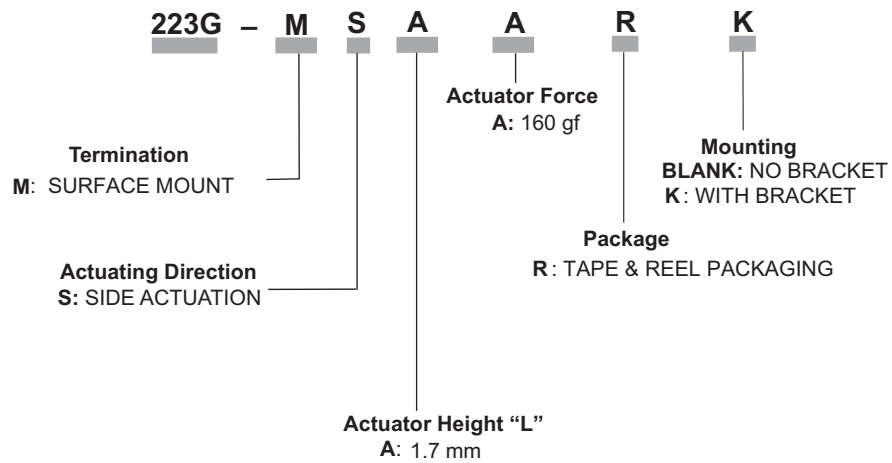 223G – M S A A R K
Actuator Force
A: 160 gf
Termination
M: SURFACE MOUNT
Mounting
BLANK: NO BRACKET
K: WITH BRACKET
Package
R: TAPE & REEL PACKAGING
Actuating Direction
S: SIDE ACTUATION
Actuator Height “L”
A: 1.7 mm